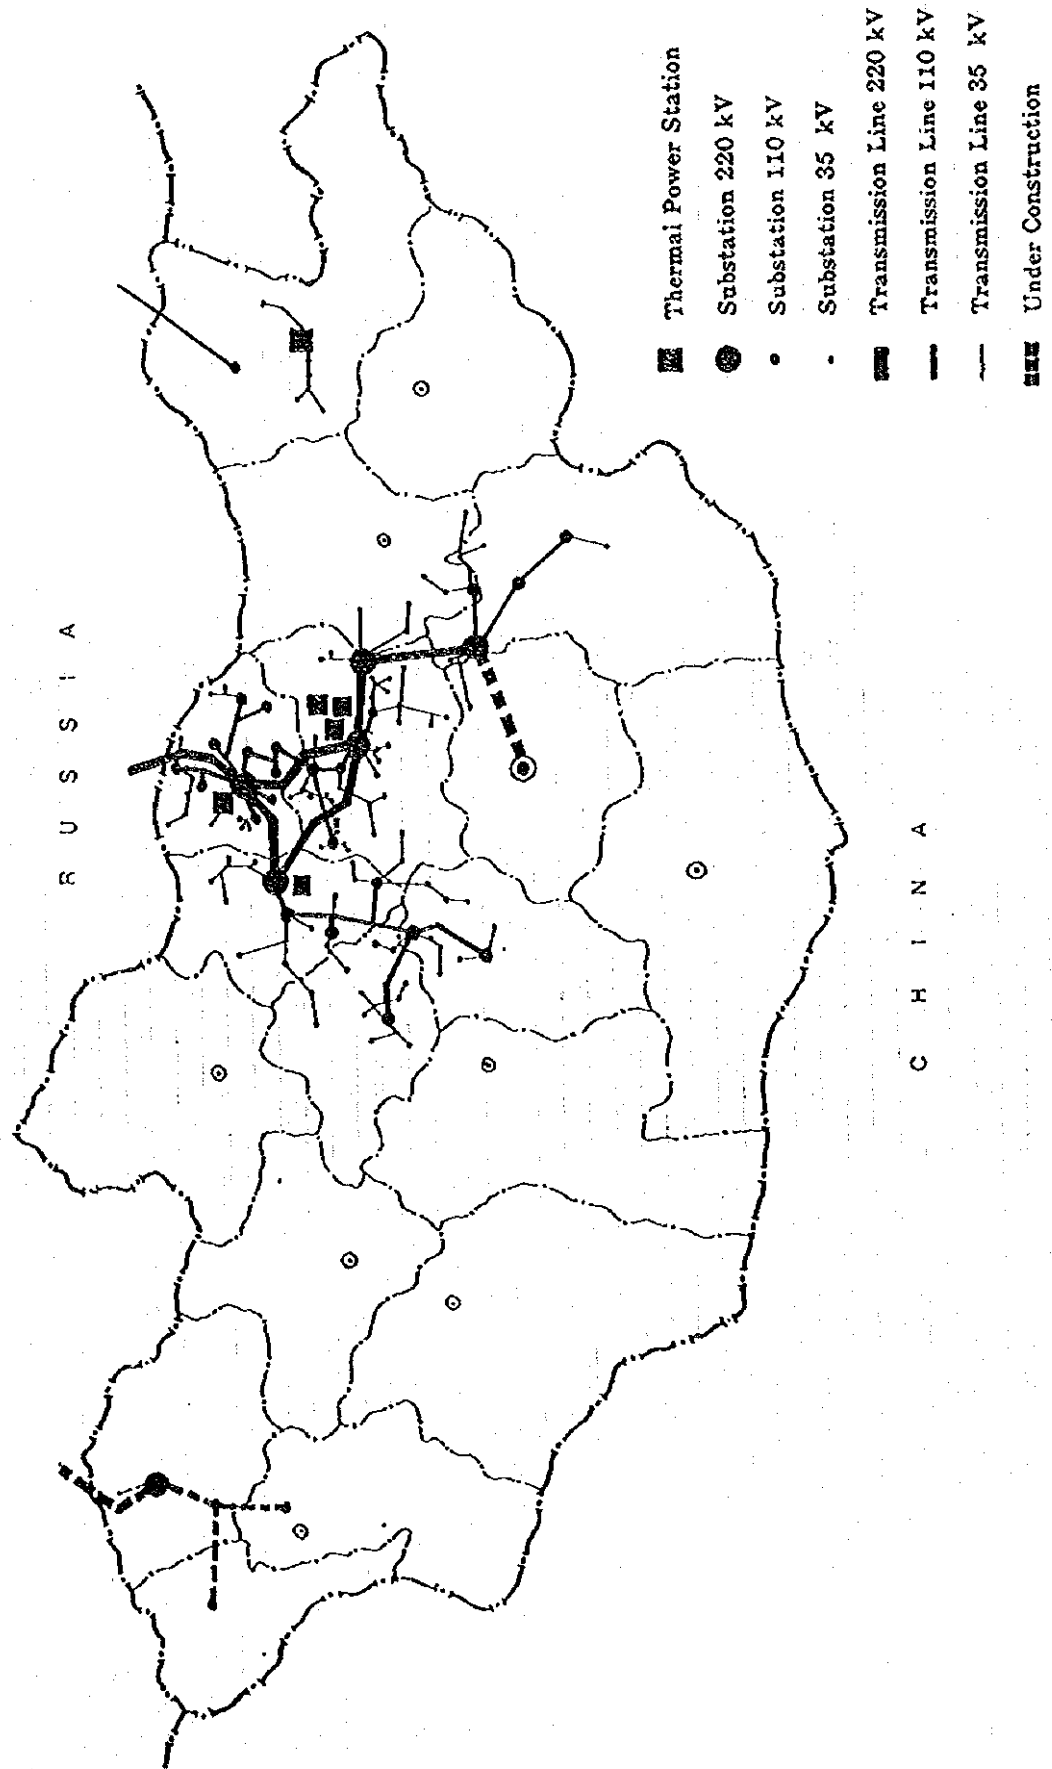 RUSSIA
CHINA
Thermal Power Station
Substation 220 kV
Substation 110 kV
Substation 35 kV
Transmission Line 220 kV
Transmission Line 110 kV
Transmission Line 35 kV
Under Construction